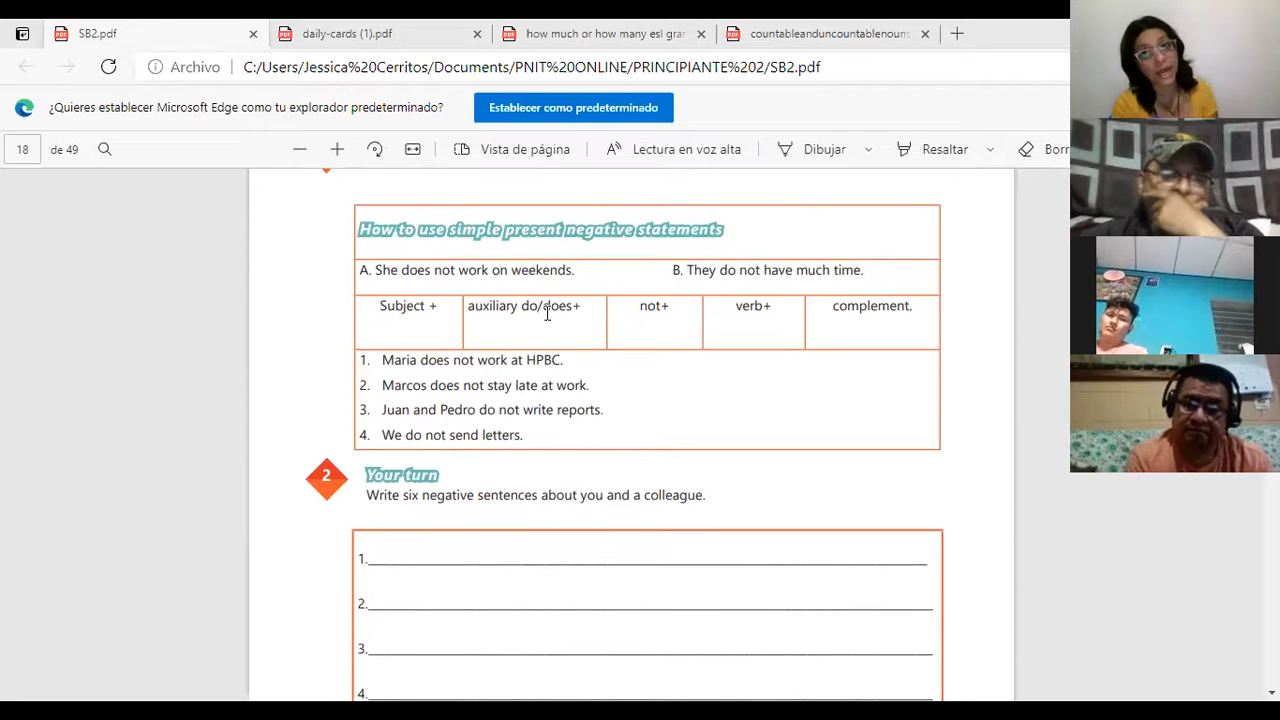 SB2.pdf
daily-cards (1).pdf
how much or how many esl gra
countableanduncountablenouns
Archivo
C:/Users/Jessica%20Cerritos/Documents/PNIT%20ONLINE/PRINCIPIANTE%202/SB2.pdf
¿Quieres establecer Microsoft Edge como tu explorador predeterminado?
Establecer como predeterminado
18 de 49
Vista de página
Lectura en voz alta
Dibujar
Resaltar
Borr
How to use simple present negative statements
A. She does not work on weekends. B. They do not have much time.
Subject + auxiliary do/does+ not+ verb+ complement.
1. Maria does not work at HPBC.
2. Marcos does not stay late at work.
3. Juan and Pedro do not write reports.
4. We do not send letters.
2 Your turn
Write six negative sentences about you and a colleague.
1.
2.
3.
4.